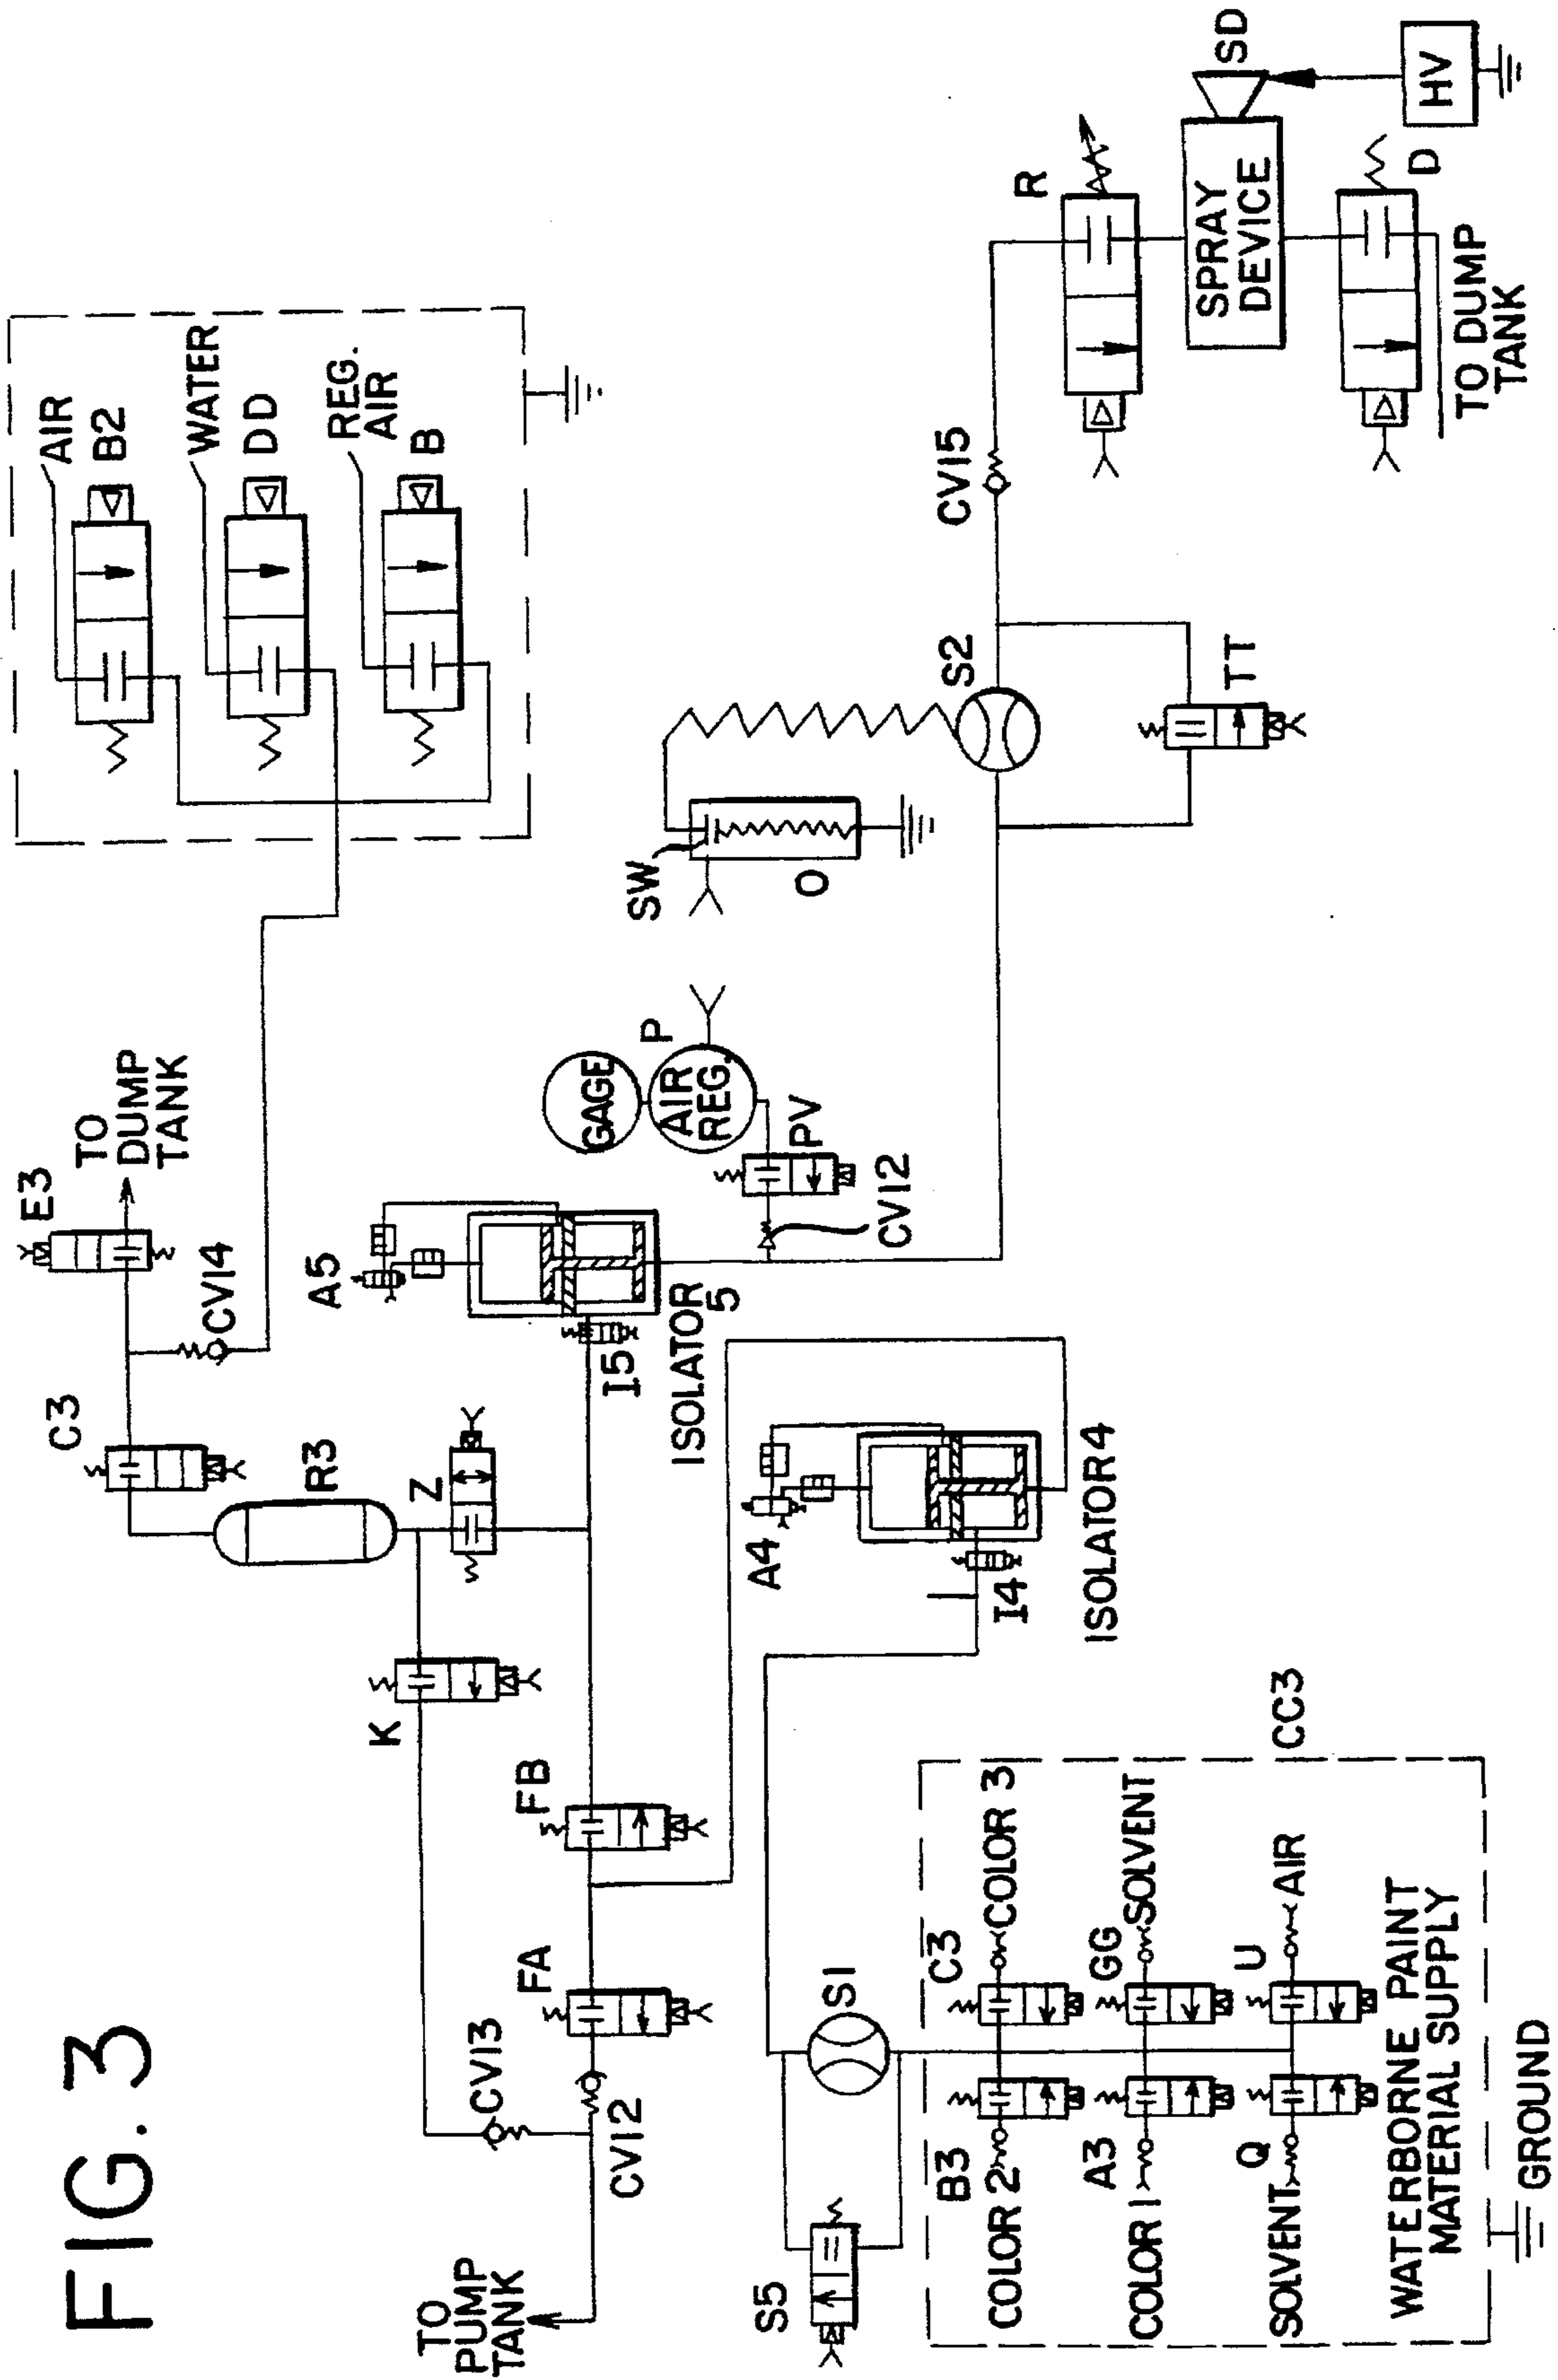 FIG. 3
TO
PUMP
TANK
CV13
CV12
FA
FB
K
Z
R3
C3
CV14
E3
TO
DUMP
TANK
AIR
B2
WATER
DD
REG.
AIR
B
A5
I5
ISOLATOR
5
GAGE
P
AIR
REG.
PV
CV12
SW
O
S2
TT
CV15
R
SPRAY
DEVICE
SD
HV
D
TO DUMP
TANK
A4
I4
ISOLATOR 4
S5
S1
B3
COLOR 2
C3
COLOR 3
A3
COLOR 1
GG
SOLVENT
Q
SOLVENT
U
AIR
CC3
WATERBORNE PAINT
MATERIAL SUPPLY
GROUND